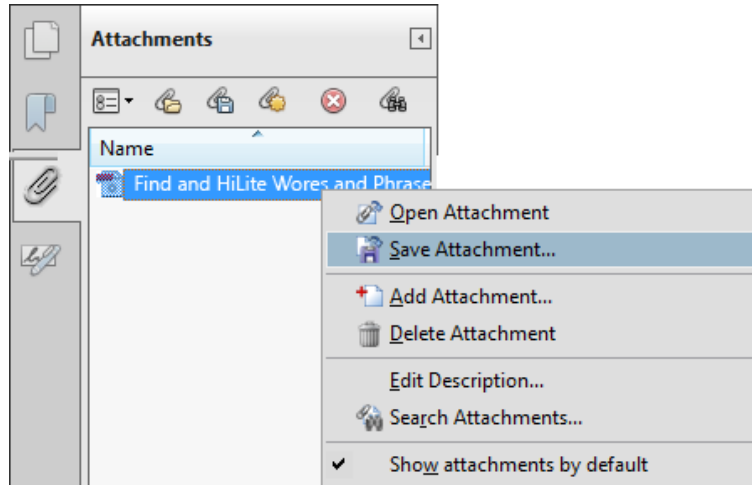 Attachments
Name
Find and HiLite Wores and Phrase
Open Attachment
Save Attachment...
Add Attachment...
Delete Attachment
Edit Description...
Search Attachments...
Show attachments by default